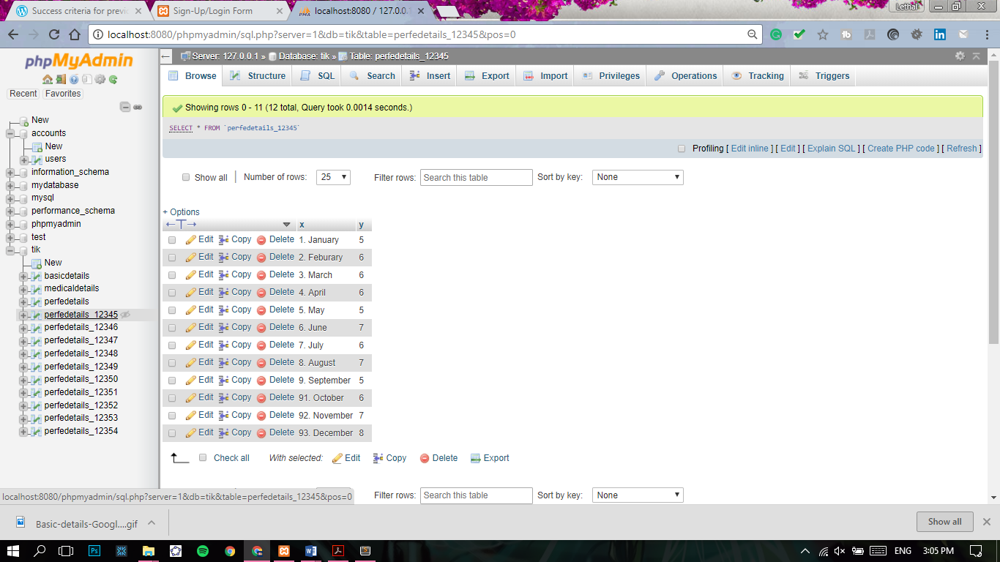 Success criteria for previ
Sign-Up/Login Form
localhost:8080 / 127.0.0.1
Lethal
localhost:8080/phpmyadmin/sql.php?server=1&db=tik&table=perfedetails_12345&pos=0
phpMyAdmin
Recent Favorites
New
accounts
New
users
information_schema
mydatabase
mysql
performance_schema
phpmyadmin
test
tik
New
basicdetails
medicaldetails
perfedetails
perfedetails_12345
perfedetails_12346
perfedetails_12347
perfedetails_12348
perfedetails_12349
perfedetails_12350
perfedetails_12351
perfedetails_12352
perfedetails_12353
perfedetails_12354
Server: 127.0.0.1 » Database: tik » Table: perfedetails_12345
Browse Structure SQL Search Insert Export Import Privileges Operations Tracking Triggers
Showing rows 0 - 11 (12 total, Query took 0.0014 seconds.)
SELECT * FROM `perfedetails_12345`
Profiling [ Edit inline ] [ Edit ] [ Explain SQL ] [ Create PHP code ] [ Refresh ]
Show all Number of rows: 25 Filter rows: Search this table Sort by key: None
+ Options
←T→ x y
Edit Copy Delete 1. January 5
Edit Copy Delete 2. Feburary 6
Edit Copy Delete 3. March 6
Edit Copy Delete 4. April 6
Edit Copy Delete 5. May 5
Edit Copy Delete 6. June 7
Edit Copy Delete 7. July 6
Edit Copy Delete 8. August 7
Edit Copy Delete 9. September 5
Edit Copy Delete 91. October 6
Edit Copy Delete 92. November 7
Edit Copy Delete 93. December 8
Check all With selected: Edit Copy Delete Export
Filter rows: Search this table Sort by key: None
localhost:8080/phpmyadmin/sql.php?server=1&db=tik&table=perfedetails_12345&pos=0
Basic-details-Googl....gif
Show all
ENG 3:05 PM